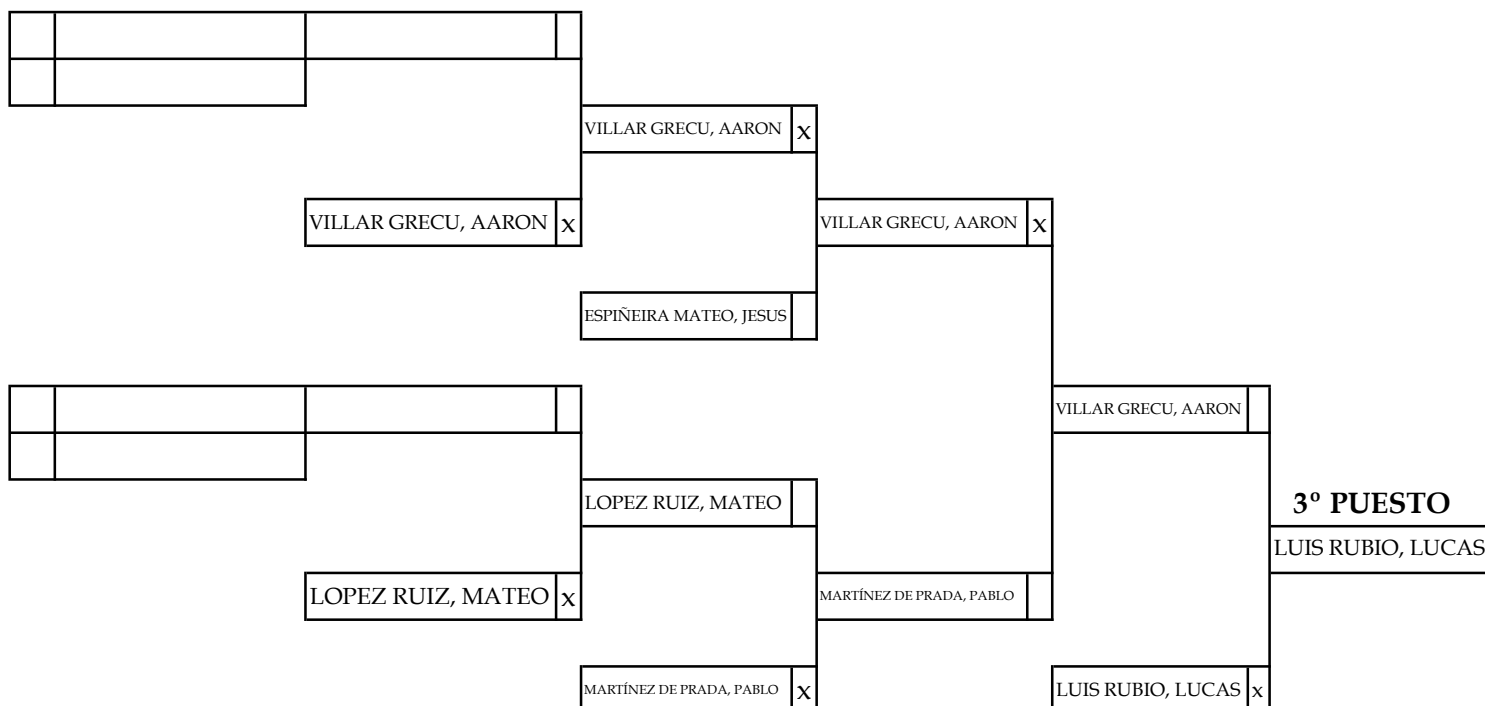 VILLAR GRECU, AARON x
VILLAR GRECU, AARON x
VILLAR GRECU, AARON x
ESPIÑEIRA MATEO, JESUS
VILLAR GRECU, AARON
LOPEZ RUIZ, MATEO
3º PUESTO
LUIS RUBIO, LUCAS
LOPEZ RUIZ, MATEO x
MARTÍNEZ DE PRADA, PABLO
MARTÍNEZ DE PRADA, PABLO x
LUIS RUBIO, LUCAS x